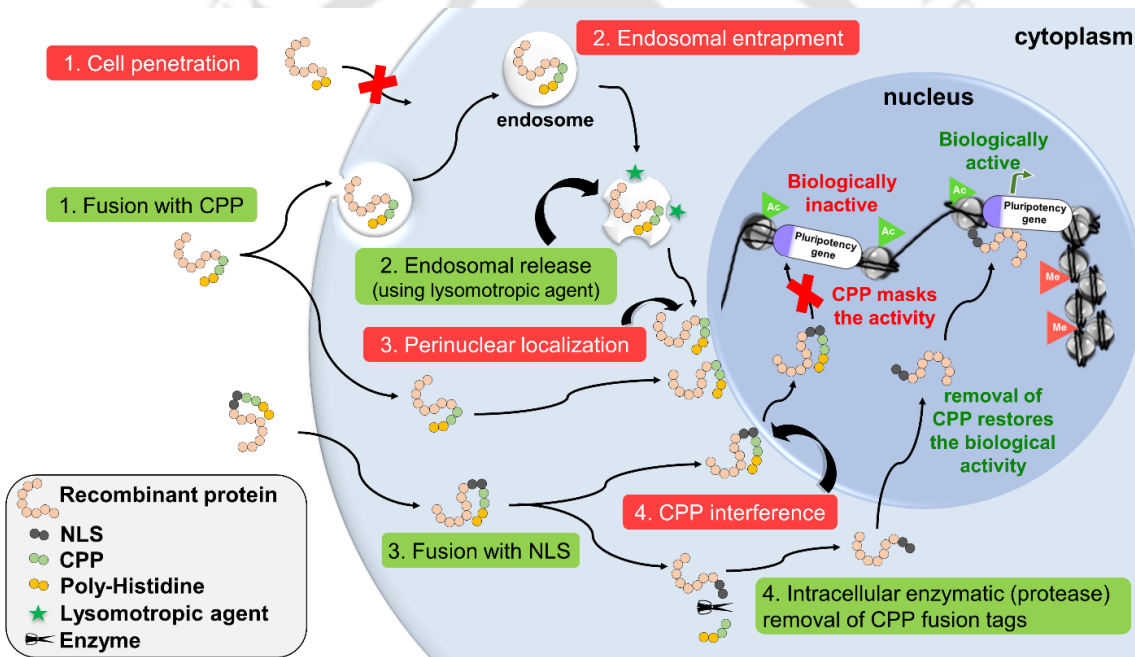 cytoplasm
1. Cell penetration
2. Endosomal entrapment
endosome
nucleus
Biologically
active
Ac
Pluripotency
gene
Biologically
inactive
Ac
Ac
Pluripotency
gene
1. Fusion with CPP
2. Endosomal release
(using lysomotropic agent)
CPP masks
the activity
Me
Me
3. Perinuclear localization
removal of
CPP restores
the biological
activity
4. CPP interference
3. Fusion with NLS
4. Intracellular enzymatic (protease)
removal of CPP fusion tags
Recombinant protein
NLS
CPP
Poly-Histidine
Lysomotropic agent
Enzyme